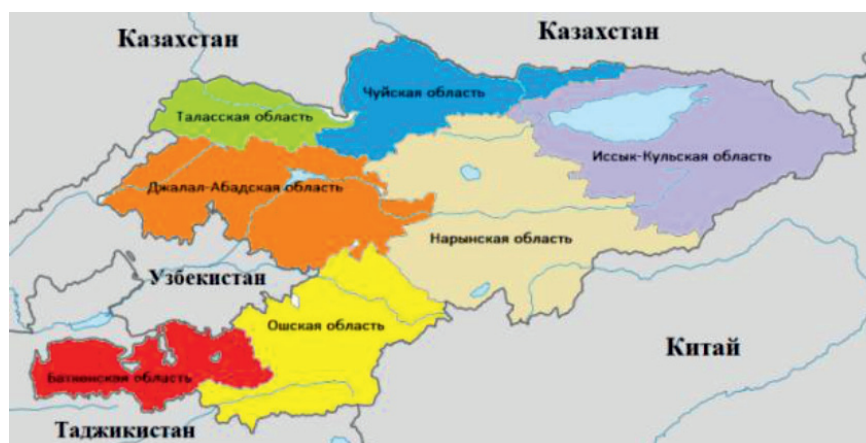 Казахстан
Казахстан
Чуйская область
Таласская область
Иссык-Кульская область
Джалал-Абадская область
Нарынская область
Узбекистан
Ошская область
Китай
Баткенская область
Таджикистан